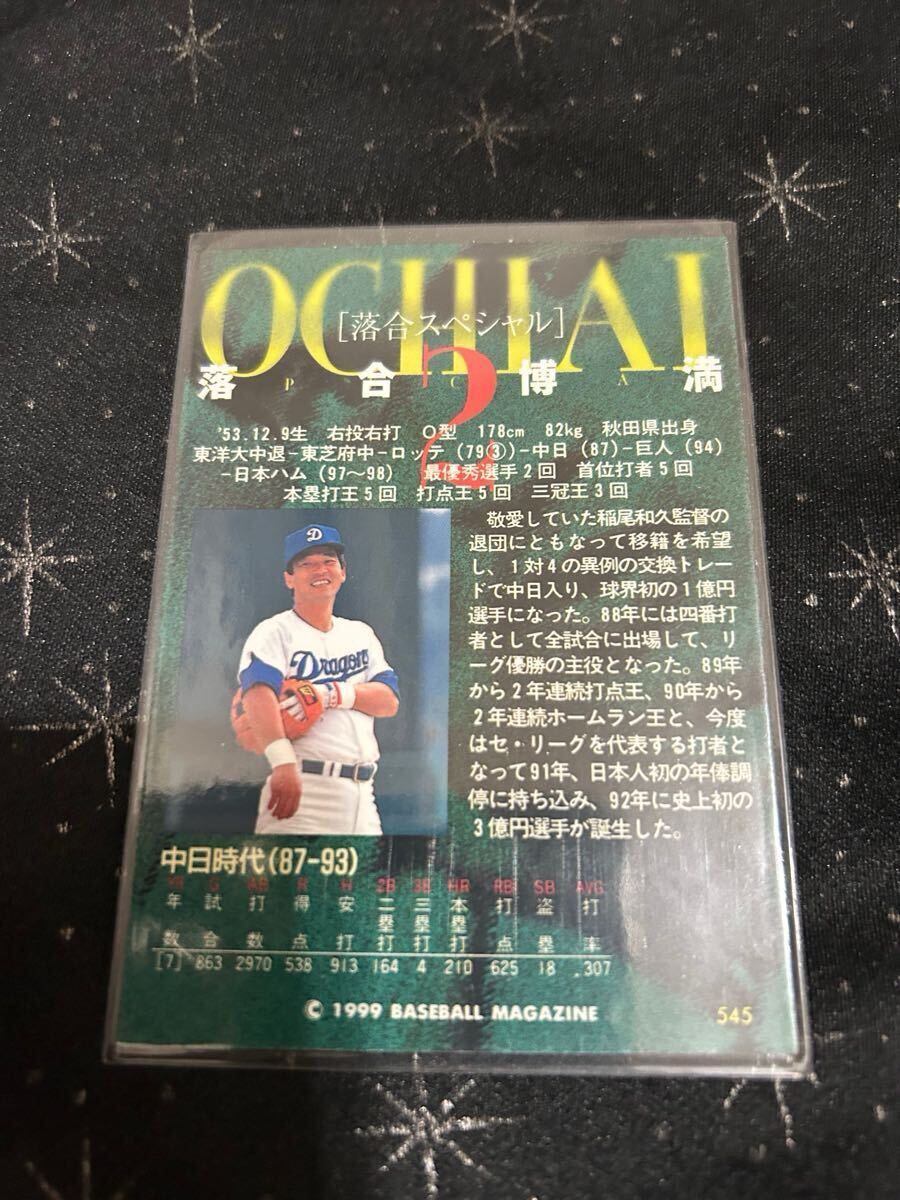 OCHIAI
[落合スペシャル]
2
落合博満
SPECIAL
'53.12.9生 右投右打 O型 178cm 82kg 秋田県出身
東洋大中退-東芝府中-ロッテ(79③)-中日(87)-巨人(94)
-日本ハム(97〜98) 最優秀選手2回 首位打者5回
本塁打王5回 打点王5回 三冠王3回
敬愛していた稲尾和久監督の
退団にともなって移籍を希望
し、1対4の異例の交換トレー
ドで中日入り、球界初の1億円
選手になった。88年には四番打
者として全試合に出場して、リ
ーグ優勝の主役となった。89年
から2年連続打点王、90年から
2年連続ホームラン王と、今度
はセ・リーグを代表する打者と
なって91年、日本人初の年俸調
停に持ち込み、92年に史上初の
3億円選手が誕生した。
D
Dragons
中日時代(87-93)
YR G AB R H 2B 3B HR RBI SB AVG
年数 試合 打数 得点 安打 二塁打 三塁打 本塁打 打点 盗塁 打率
[7] 863 2970 538 913 164 4 210 625 18 .307
© 1999 BASEBALL MAGAZINE 545